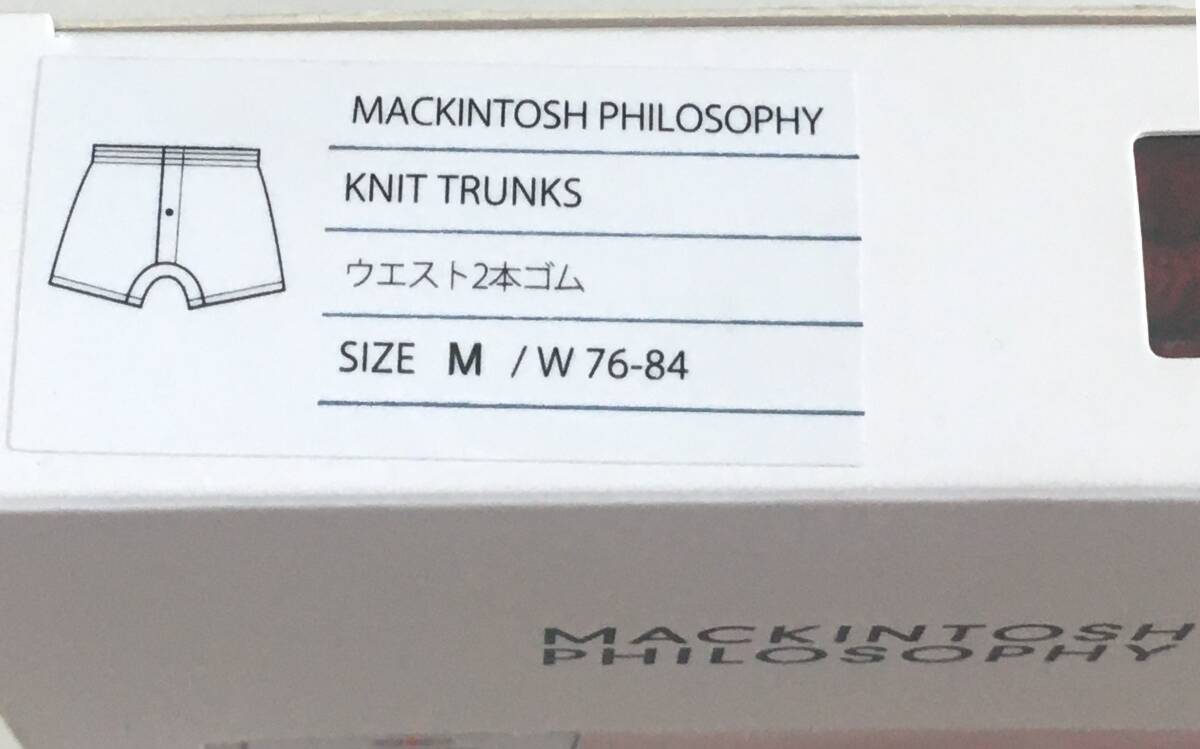 MACKINTOSH PHILOSOPHY
KNIT TRUNKS
ウエスト2本ゴム
SIZE M / W 76-84
MACKINTOSH
PHILOSOPHY